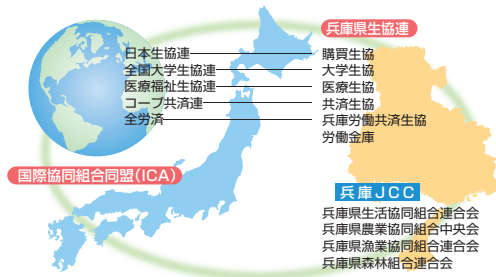 兵庫県生協連
日本生協連 購買生協
全国大学生協連 大学生協
医療福祉生協連 医療生協
コープ共済連 共済生協
全労済 兵庫労働共済生協
労働金庫
国際協同組合同盟(ICA)
兵庫JCC
兵庫県生活協同組合連合会
兵庫県農業協同組合中央会
兵庫県漁業協同組合連合会
兵庫県森林組合連合会